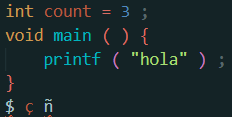 int count = 3 ;
void main ( ) {
    printf ( "hola" ) ;
}
$ ç ñ